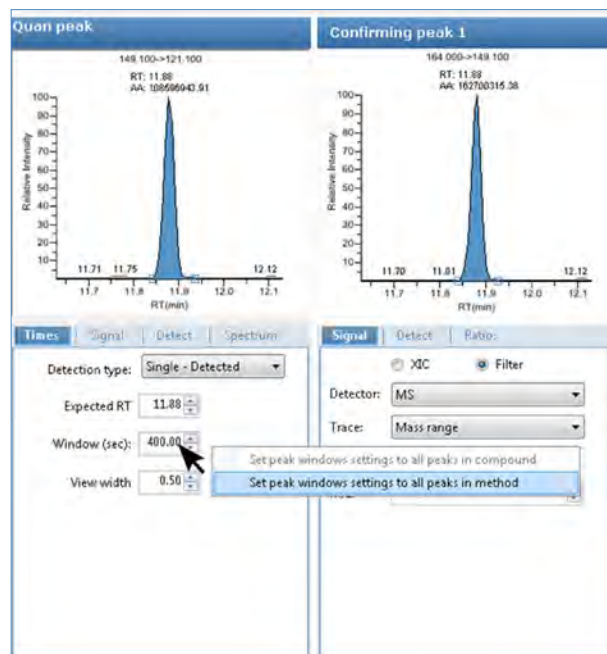 Quan peak
149.100->121.100
RT: 11.88
AA: 108596943.91
Relative Intensity
100
90
80
70
60
50
40
30
20
10
11.71 11.75 12.12
11.7 11.8 11.9 12.0 12.1
RT(min)
Confirming peak 1
164.000->149.100
RT: 11.88
AA: 162700315.38
Relative Intensity
100
90
80
70
60
50
40
30
20
10
11.70 11.81 12.12
11.7 11.8 11.9 12.0 12.1
RT(min)
Times Signal Detect Spectrum
Detection type: Single - Detected
Expected RT 11.88
Window (sec): 400.00
View width 0.50
Signal Detect Ratios
XIC Filter
Detector: MS
Trace: Mass range
Set peak windows settings to all peaks in compound
Set peak windows settings to all peaks in method